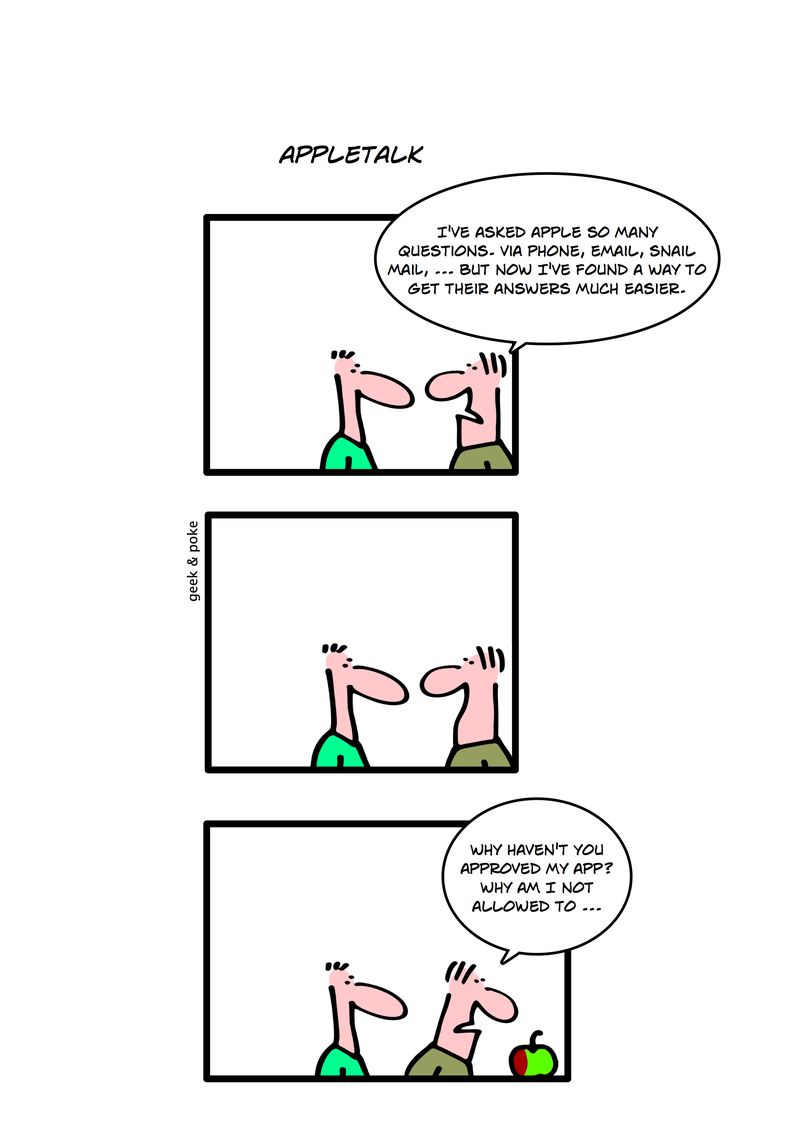 APPLETALK
I'VE ASKED APPLE SO MANY
QUESTIONS. VIA PHONE, EMAIL, SNAIL
MAIL, ... BUT NOW I'VE FOUND A WAY TO
GET THEIR ANSWERS MUCH EASIER.
geek & poke
WHY HAVEN'T YOU
APPROVED MY APP?
WHY AM I NOT
ALLOWED TO ...